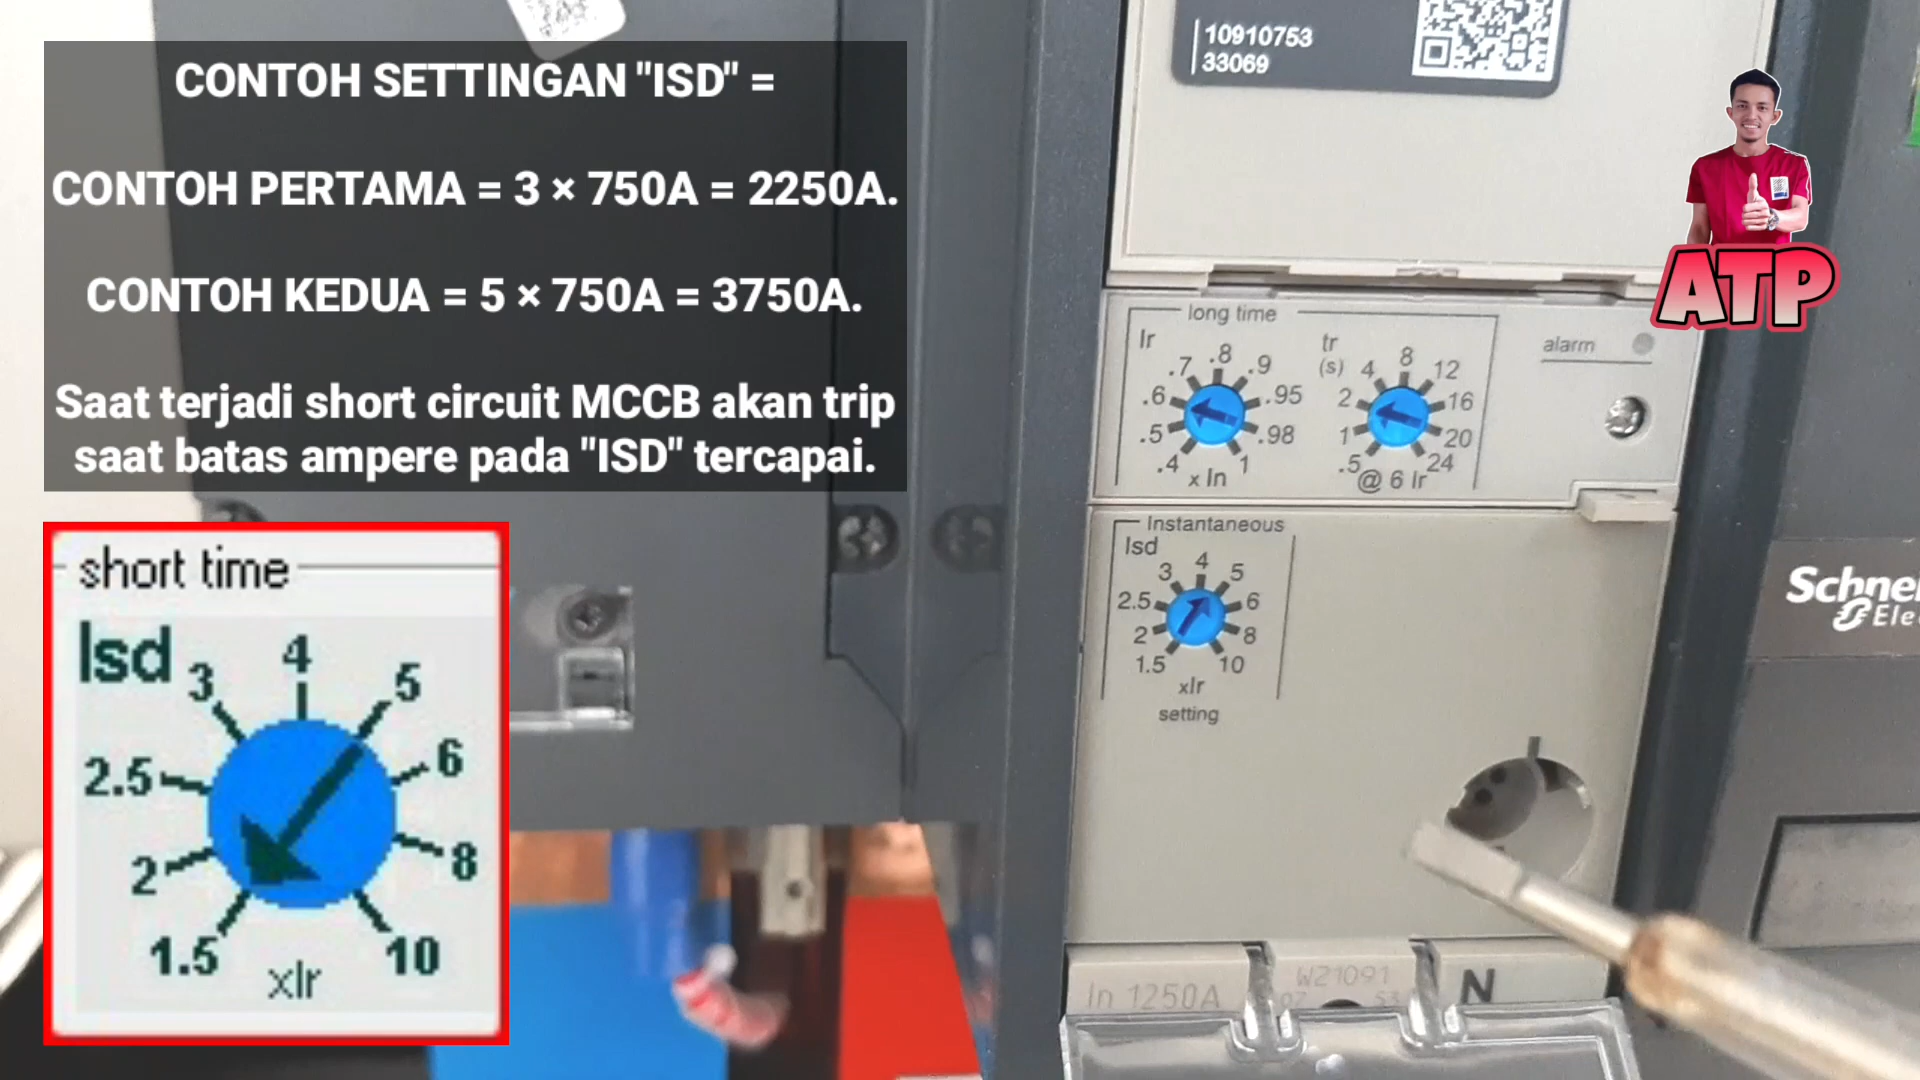 CONTOH SETTINGAN "ISD" =
CONTOH PERTAMA = 3 × 750A = 2250A.
CONTOH KEDUA = 5 × 750A = 3750A.
Saat terjadi short circuit MCCB akan trip
saat batas ampere pada "ISD" tercapai.
short time
Isd
3
4
5
2.5
6
2
8
1.5
10
xIr
10910753
33069
ATP
long time
Ir
.7
.8
.9
.6
.95
.5
.98
.4
1
x In
tr
(s)
4
8
12
2
16
1
20
.5
24
@ 6 Ir
alarm
Instantaneous
Isd
3
4
5
2.5
6
2
8
1.5
10
xIr
setting
In 1250A
W21091
N